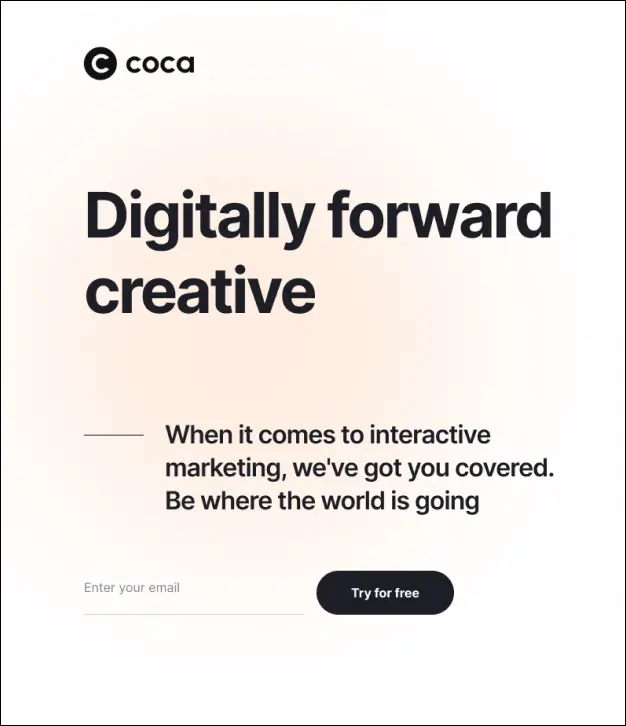 C coca
Digitally forward
creative
When it comes to interactive
marketing, we've got you covered.
Be where the world is going
Enter your email
Try for free